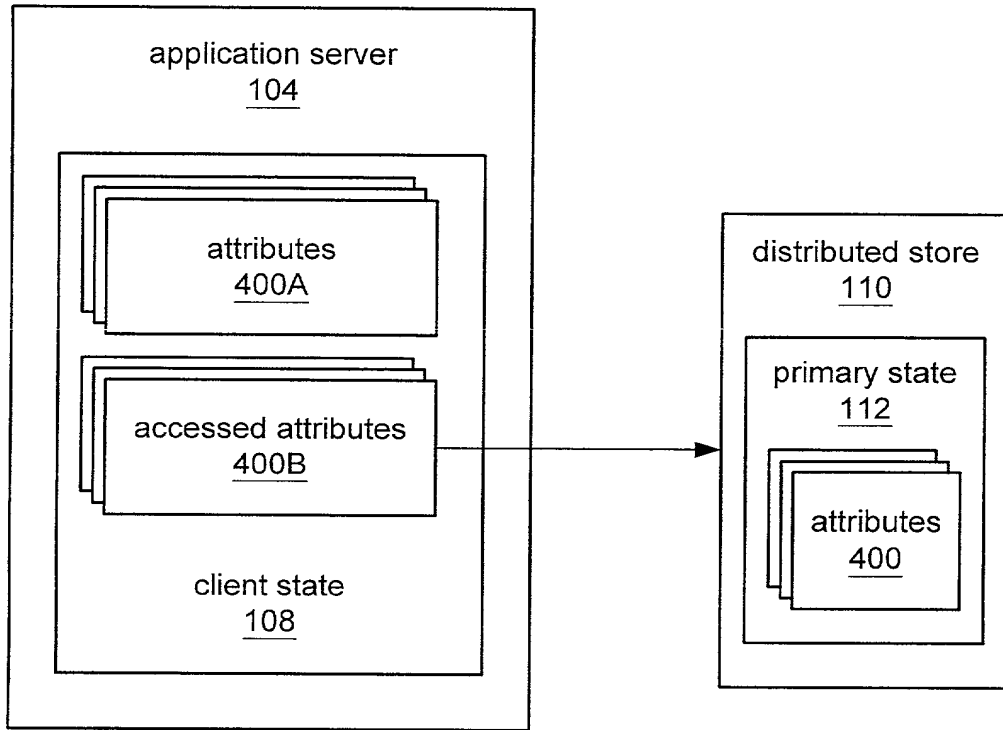 application server
104
attributes
400A
accessed attributes
400B
client state
108
distributed store
110
primary state
112
attributes
400